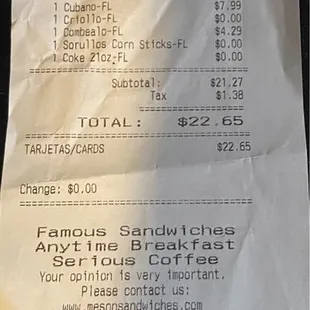 1 Cubano-FL $7.99
1 Criollo-FL $0.00
1 Combealo-FL $4.29
1 Sorullos Corn Sticks-FL $0.00
1 Coke 21oz-FL $0.00
Subtotal: $21.27
Tax $1.38
TOTAL: $22.65
TARJETAS/CARDS $22.65
Change: $0.00
Famous Sandwiches
Anytime Breakfast
Serious Coffee
Your opinion is very important.
Please contact us:
www.mesonsandwiches.com